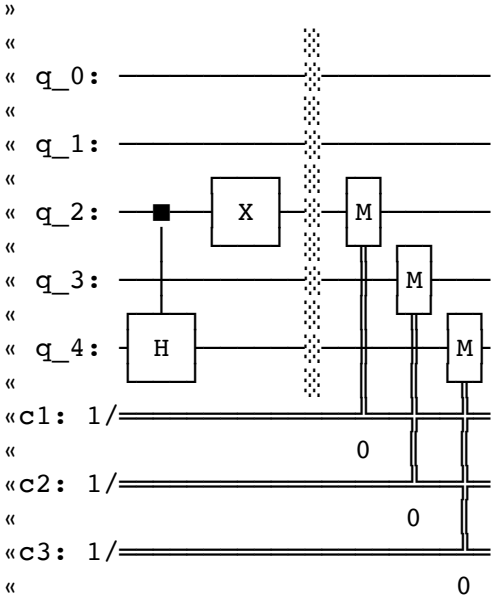 »
«
« q_0: ────────────────░─────────────
«                      ░
« q_1: ────────────────░─────────────
«                 ┌───┐ ░ ┌─┐
« q_2: ──■──┤ X ├─░─┤M├──────
«        │  └───┘ ░ └╥┘┌─┐
« q_3: ──┼────────░──╫─┤M├───
«      ┌─┴─┐      ░  ║ └╥┘┌─┐
« q_4: ┤ H ├──────░──╫──╫─┤M├
«      └───┘      ░  ║  ║ └╥┘
«c1: 1/══════════════╩══╬══╬═
«                    0  ║  ║
«c2: 1/═════════════════╩══╬═
«                       0  ║
«c3: 1/════════════════════╩═
«                          0